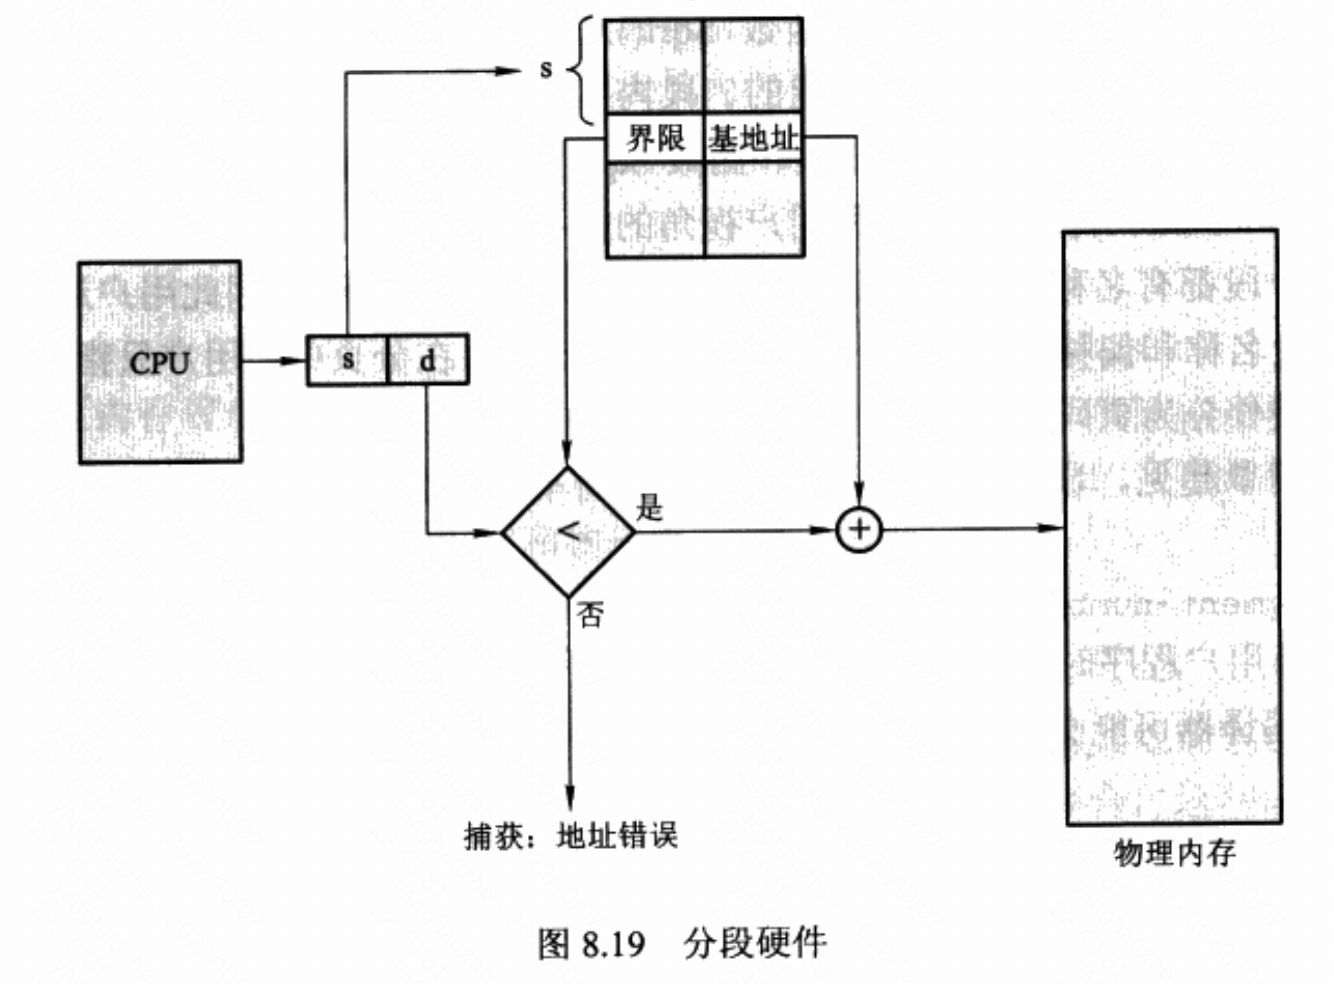 s
界限 基地址
CPU
s d
<
是
+
否
捕获：地址错误
物理内存
图 8.19 分段硬件